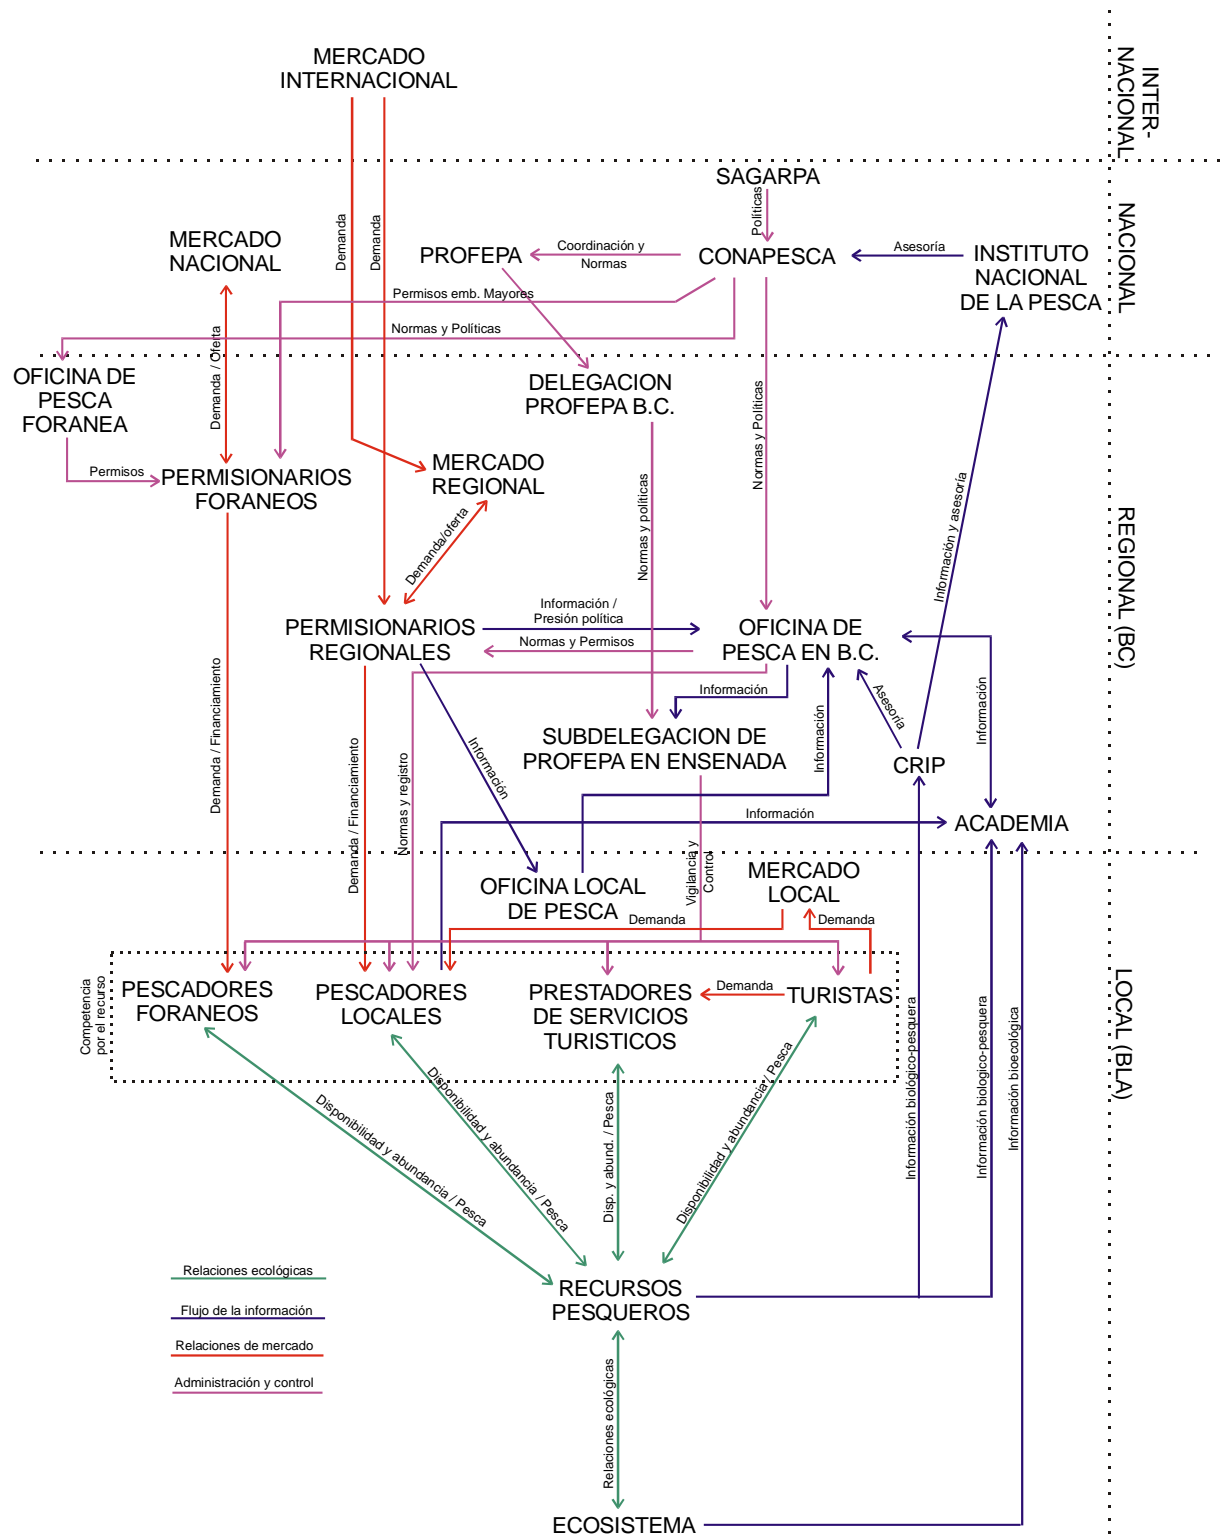 MERCADO
INTERNACIONAL
INTER-
NACIONAL
SAGARPA
Políticas
NACIONAL
MERCADO
NACIONAL
Demanda
Demanda
PROFEPA
Coordinación y
Normas
CONAPESCA
Asesoría
INSTITUTO
NACIONAL
DE LA PESCA
Permisos emb. Mayores
Normas y Políticas
Demanda / Oferta
OFICINA DE
PESCA
FORANEA
DELEGACION
PROFEPA B.C.
Normas y Políticas
Permisos
PERMISIONARIOS
FORANEOS
MERCADO
REGIONAL
Normas y políticas
Información y asesoría
REGIONAL (BC)
Demanda/oferta
PERMISIONARIOS
REGIONALES
Información /
Presión política
Normas y Permisos
OFICINA DE
PESCA EN B.C.
Información
Asesoría
Información
Información
Demanda / Financiamiento
Demanda / Financiamiento
Normas y registro
Información
SUBDELEGACION DE
PROFEPA EN ENSENADA
CRIP
Información
ACADEMIA
Vigilancia y
Control
MERCADO
LOCAL
OFICINA LOCAL
DE PESCA
Demanda
Demanda
Competencia
por el recurso
PESCADORES
FORANEOS
PESCADORES
LOCALES
PRESTADORES
DE SERVICIOS
TURISTICOS
Demanda
TURISTAS
LOCAL (BLA)
Información biológico-pesquera
Información biologico-pesquera
Información bioecológica
Disponibilidad y abundancia / Pesca
Disponibilidad y abundancia / Pesca
Disp. y abund. / Pesca
Disponibilidad y abundancia / Pesca
RECURSOS
PESQUEROS
Relaciones ecológicas
Flujo de la información
Relaciones de mercado
Administración y control
Relaciones ecológicas
ECOSISTEMA